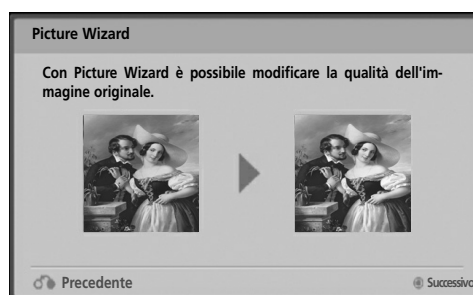 Picture Wizard
Con Picture Wizard è possibile modificare la qualità dell'im-
magine originale.
Precedente
Successivo